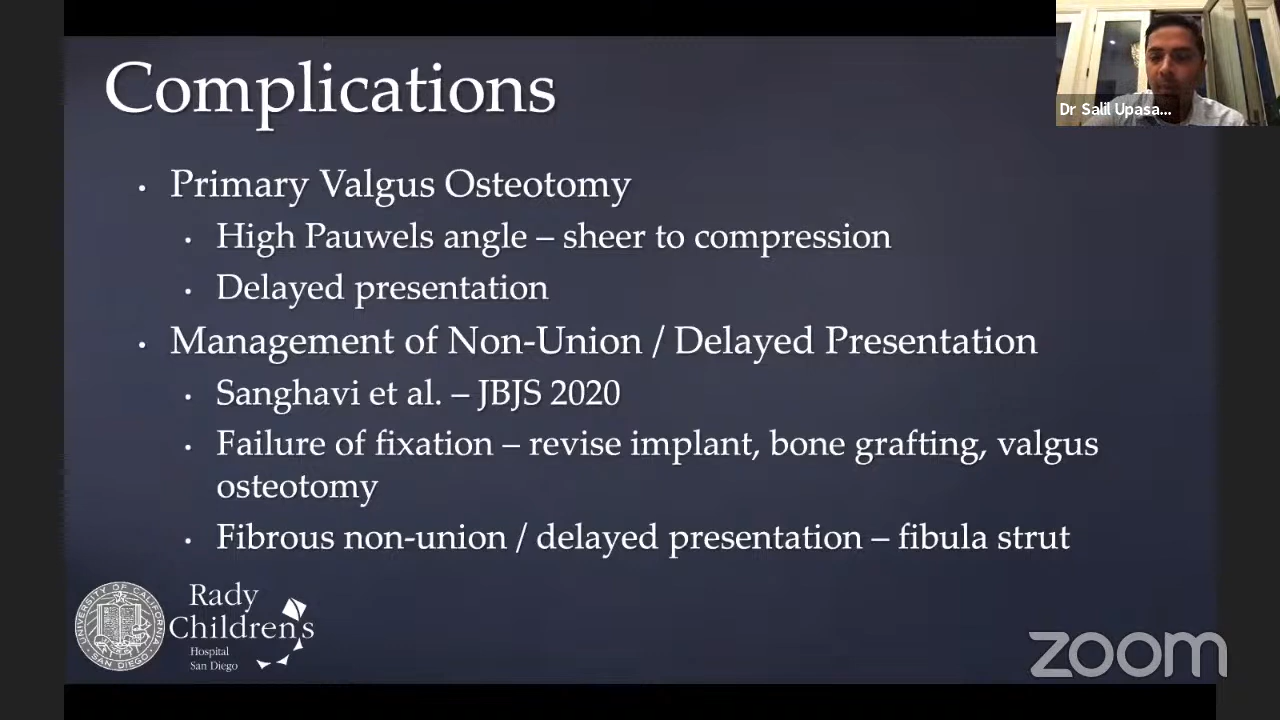 Complications
Dr Salil Upasa...
• Primary Valgus Osteotomy
• High Pauwels angle – sheer to compression
• Delayed presentation
• Management of Non-Union / Delayed Presentation
• Sanghavi et al. – JBJS 2020
• Failure of fixation – revise implant, bone grafting, valgus
osteotomy
• Fibrous non-union / delayed presentation – fibula strut
UNIVERSITY OF CALIFORNIA
SAN DIEGO
Rady
Children's
Hospital
San Diego
zoom